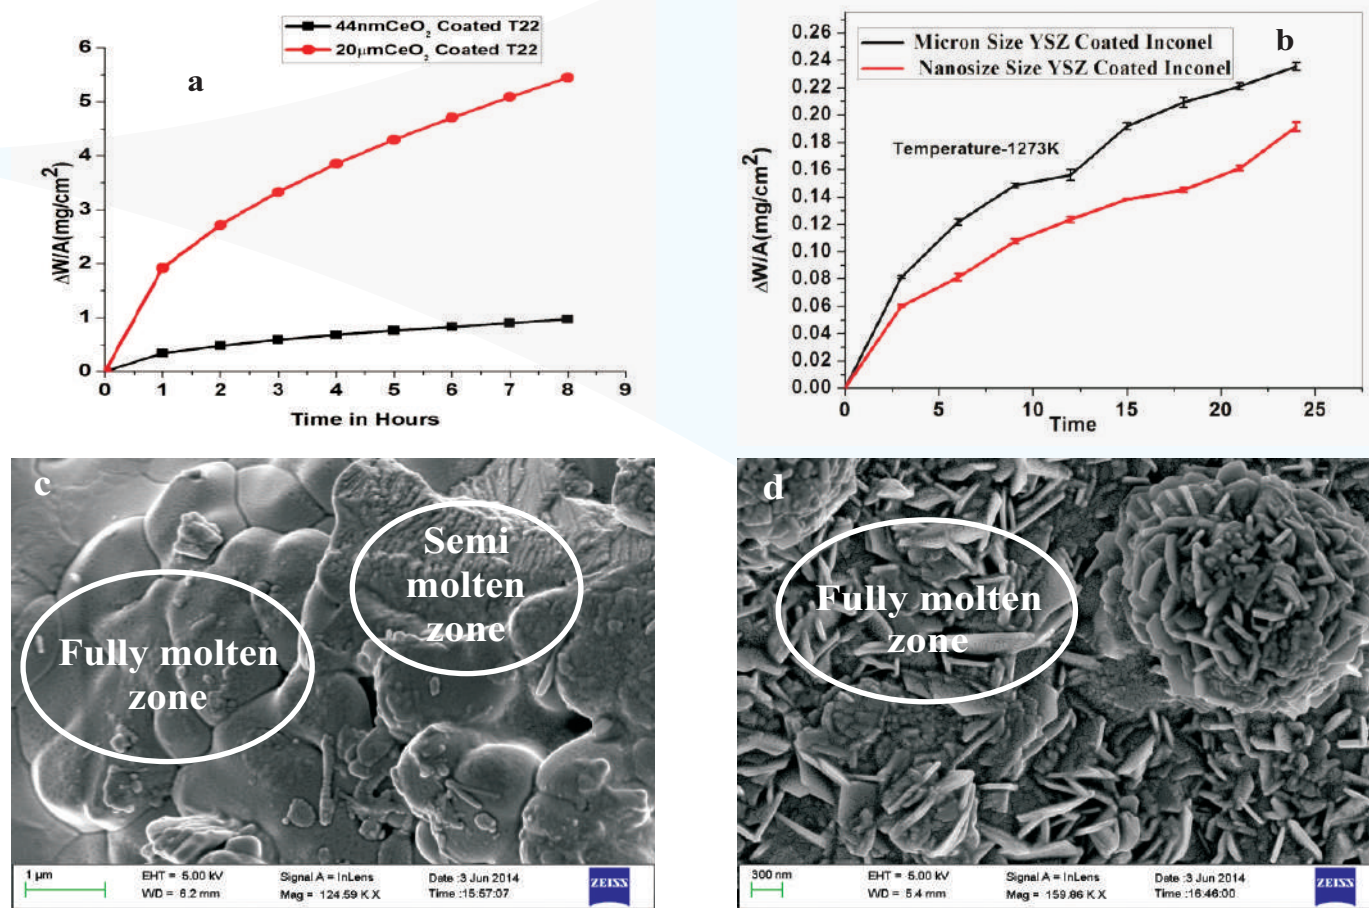 44nmCeO₂ Coated T22
20μmCeO₂ Coated T22
a
6
5
4
3
2
1
0
ΔW/A(mg/cm²)
0 1 2 3 4 5 6 7 8 9
Time in Hours
Micron Size YSZ Coated Inconel
Nanosize Size YSZ Coated Inconel
b
Temperature-1273K
0.26
0.24
0.22
0.20
0.18
0.16
0.14
0.12
0.10
0.08
0.06
0.04
0.02
0.00
ΔW/A(mg/cm²)
0 5 10 15 20 25
Time
c
Semi
molten
zone
Fully molten
zone
1 μm
EHT = 5.00 kV Signal A = InLens Date :3 Jun 2014
WD = 6.2 mm Mag = 124.59 K X Time :15:57:07
ZEISS
d
Fully molten
zone
300 nm
EHT = 5.00 kV Signal A = InLens Date :3 Jun 2014
WD = 5.4 mm Mag = 159.86 K X Time :16:46:00
ZEISS